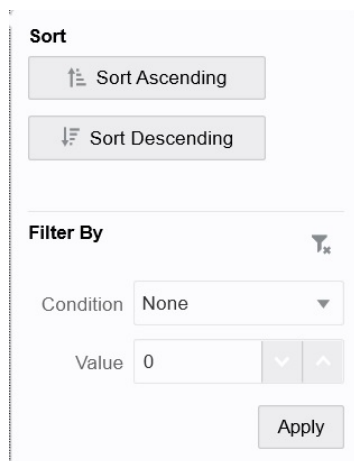 Sort
Sort Ascending
Sort Descending
Filter By
Condition None
Value 0
Apply